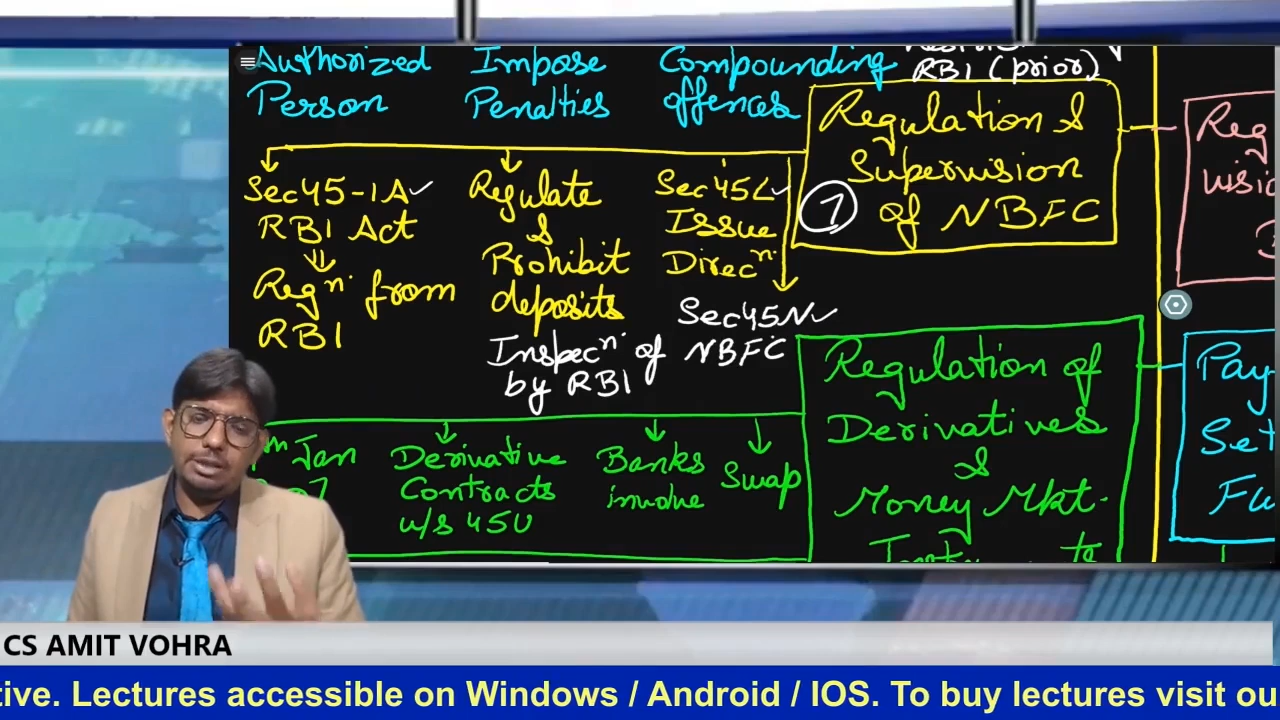 Authorized
Person
Impose
Penalties
Compounding
offences
RBI (prior)
Regulation &
Supervision
of NBFC
7
Sec45-IA✓
RBI Act
⇓
Regⁿ from
RBI
Regulate
&
Prohibit
deposits
Sec45L✓
Issue
Direcⁿ
Sec45N✓
Inspecⁿ of NBFC
by RBI
Reg
visio
Regulation of
Derivatives
&
Money Mkt.
Jan
Derivative
Contracts
u/s 45U
Banks
involve
Swap
Pay
Set
CS AMIT VOHRA
tive. Lectures accessible on Windows / Android / IOS. To buy lectures visit ou